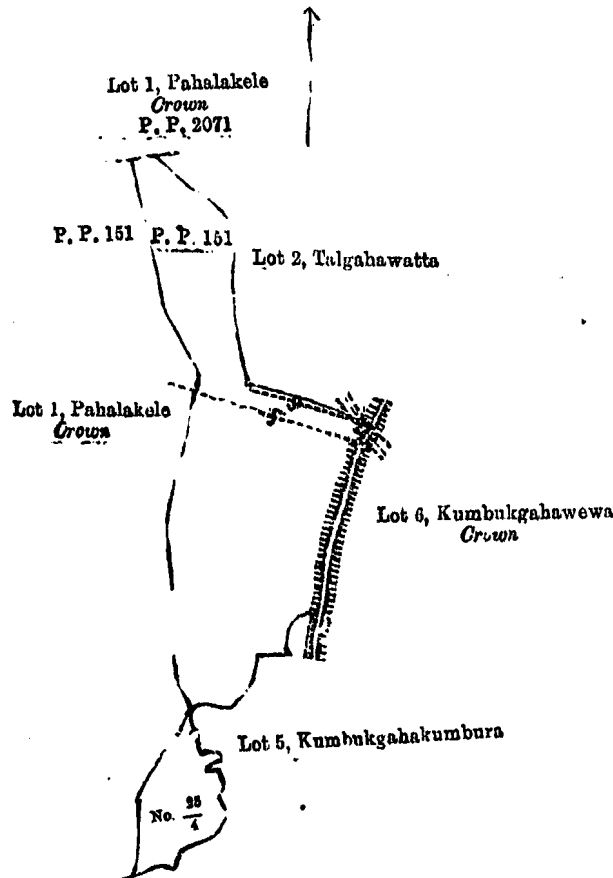 Lot 1, Pahalakele
Crown
P. P. 2071
P. P. 151 P. P. 151
Lot 2, Talgahawatta
Lot 1, Pahalakele
Crown
Lot 6, Kumbukgahawewa
Crown
Lot 5, Kumbukgahakumbura
No. 25/4